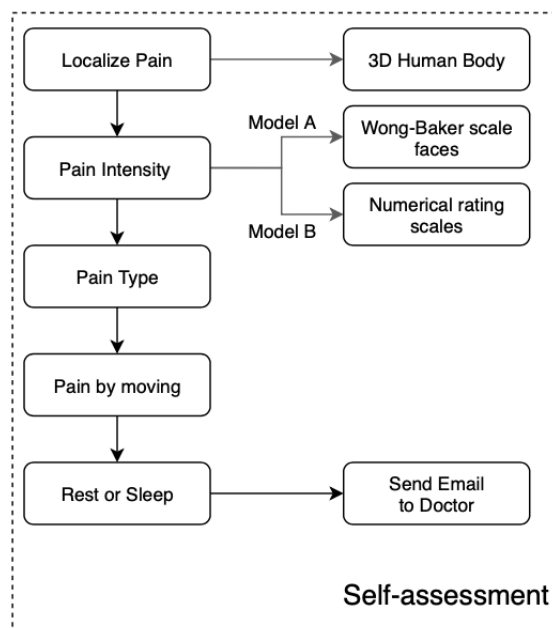 Localize Pain
3D Human Body
Model A
Wong-Baker scale
faces
Pain Intensity
Numerical rating
scales
Model B
Pain Type
Pain by moving
Rest or Sleep
Send Email
to Doctor
Self-assessment